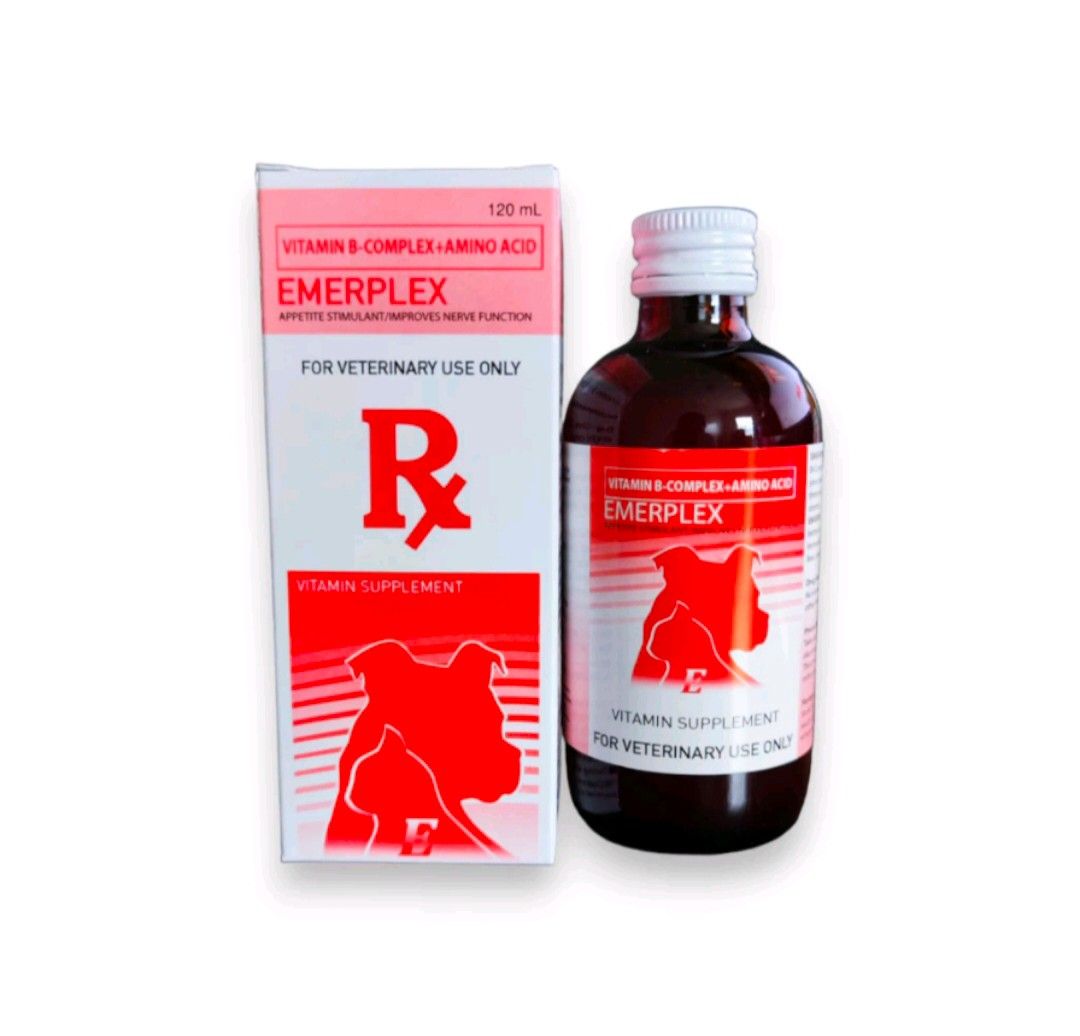 120 mL
VITAMIN B-COMPLEX+AMINO ACID
EMERPLEX
APPETITE STIMULANT/IMPROVES NERVE FUNCTION
FOR VETERINARY USE ONLY
Rx
VITAMIN SUPPLEMENT
E
VITAMIN B-COMPLEX+AMINO ACID
EMERPLEX
E
VITAMIN SUPPLEMENT
FOR VETERINARY USE ONLY